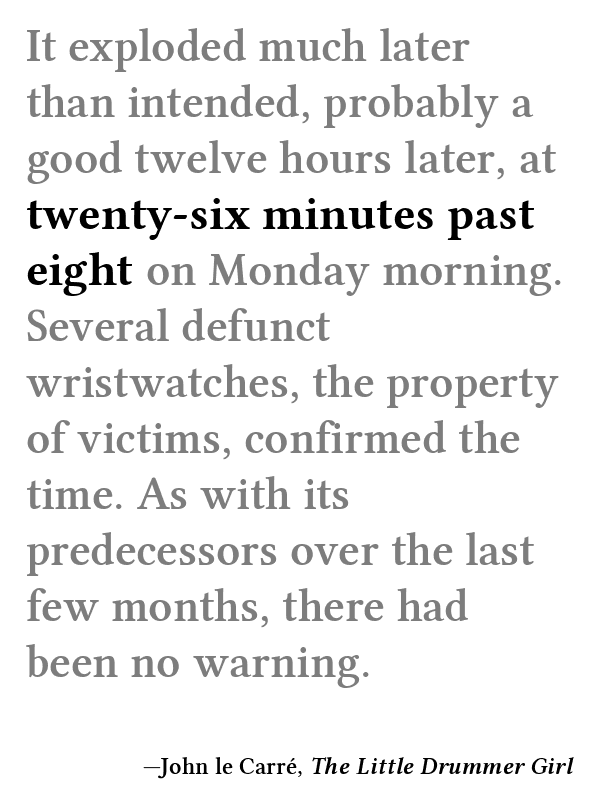 It exploded much later
than intended, probably a
good twelve hours later, at
twenty-six minutes past
eight on Monday morning.
Several defunct
wristwatches, the property
of victims, confirmed the
time. As with its
predecessors over the last
few months, there had
been no warning.
—John le Carré, The Little Drummer Girl